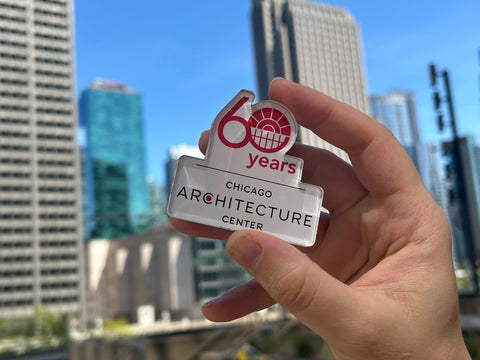 60
years
CHICAGO
ARCHITECTURE
CENTER